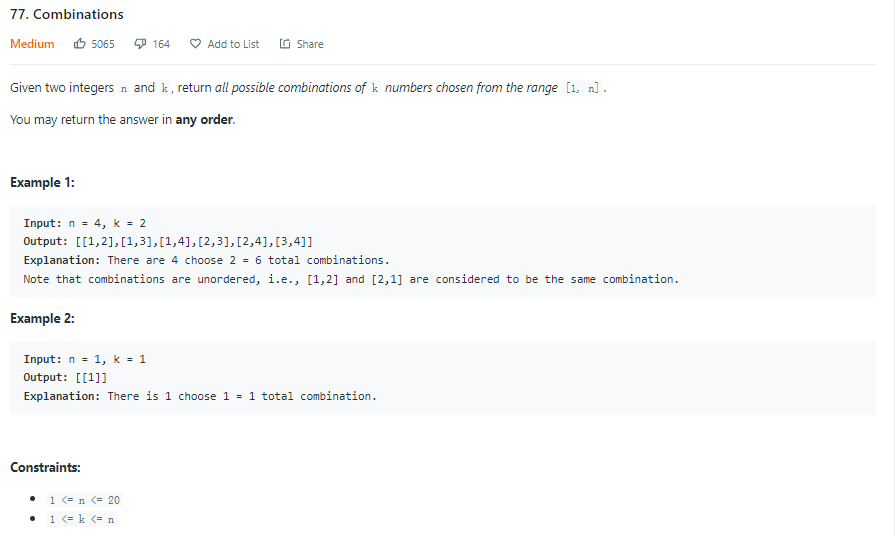 77. Combinations
Medium 5065 164 Add to List Share
Given two integers n and k, return all possible combinations of k numbers chosen from the range [1, n].
You may return the answer in any order.
Example 1:
Input: n = 4, k = 2
Output: [[1,2],[1,3],[1,4],[2,3],[2,4],[3,4]]
Explanation: There are 4 choose 2 = 6 total combinations.
Note that combinations are unordered, i.e., [1,2] and [2,1] are considered to be the same combination.
Example 2:
Input: n = 1, k = 1
Output: [[1]]
Explanation: There is 1 choose 1 = 1 total combination.
Constraints:
• 1 <= n <= 20
• 1 <= k <= n